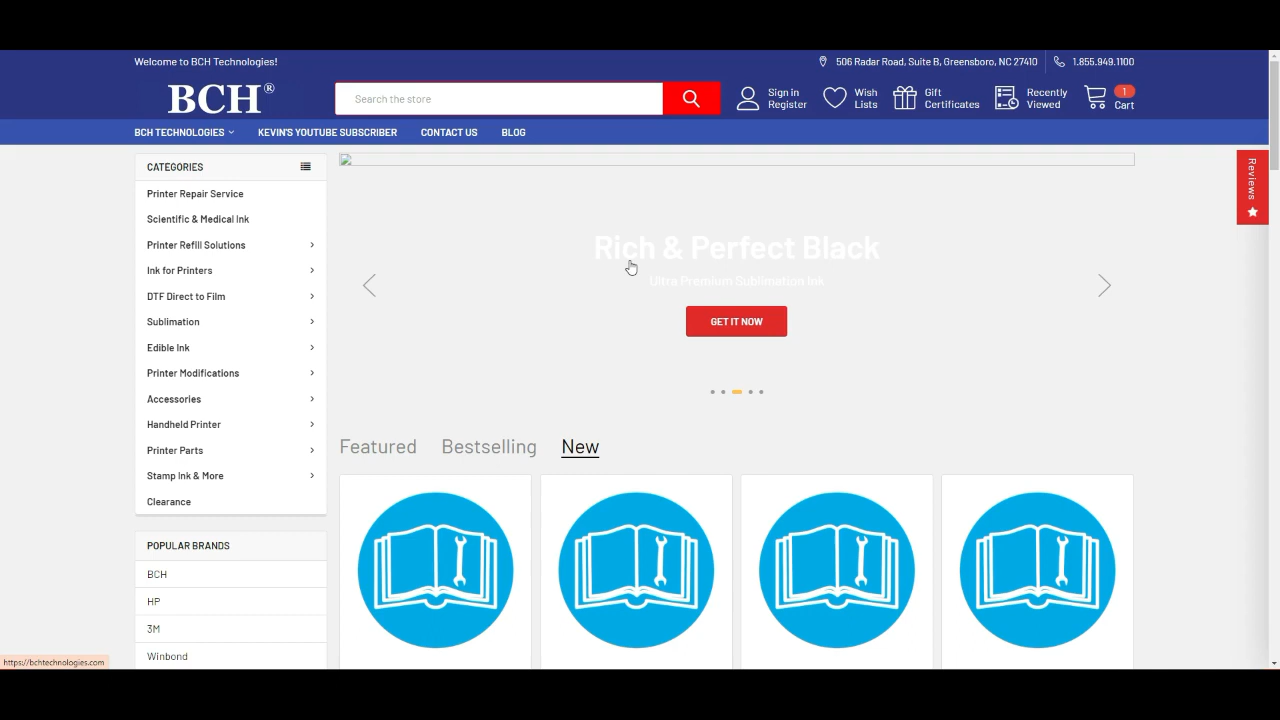 Welcome to BCH Technologies!
506 Radar Road, Suite B, Greensboro, NC 27410
1.855.949.1100
BCH®
Search the store
Sign in
Register
Wish
Lists
Gift
Certificates
Recently
Viewed
1
Cart
BCH TECHNOLOGIES
KEVIN'S YOUTUBE SUBSCRIBER
CONTACT US
BLOG
CATEGORIES
Printer Repair Service
Scientific & Medical Ink
Printer Refill Solutions
Ink for Printers
DTF Direct to Film
Sublimation
Edible Ink
Printer Modifications
Accessories
Handheld Printer
Printer Parts
Stamp Ink & More
Clearance
POPULAR BRANDS
BCH
HP
3M
Winbond
Rich & Perfect Black
Ultra Premium Sublimation Ink
GET IT NOW
Featured
Bestselling
New
Reviews
https://bchtechnologies.com